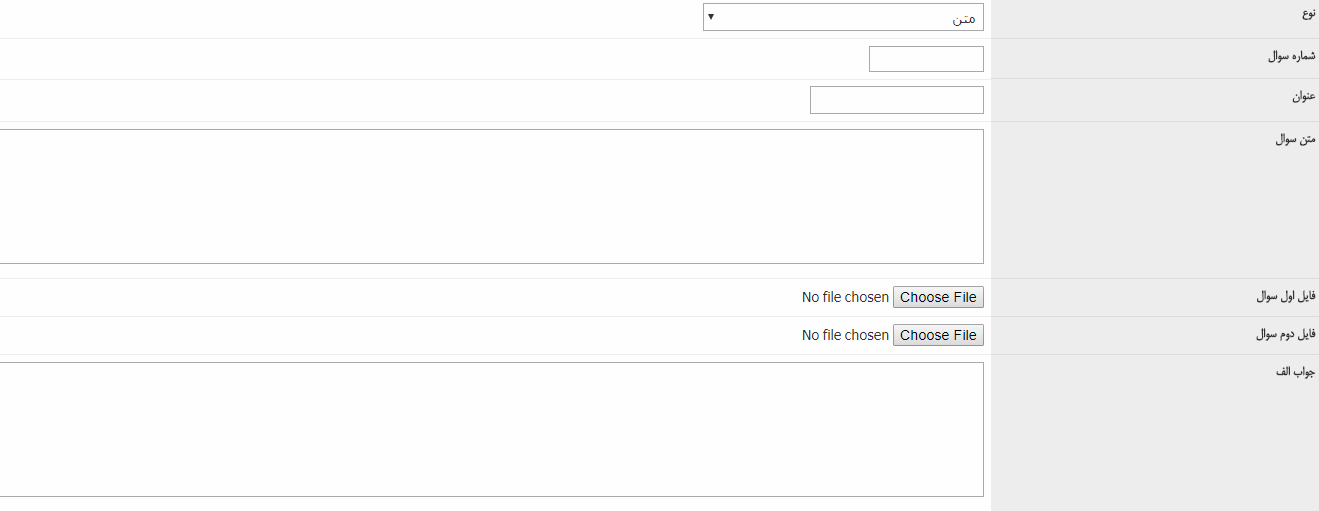 نوع
متن
شماره سوال
عنوان
متن سوال
فایل اول سوال
Choose File No file chosen
فایل دوم سوال
Choose File No file chosen
جواب الف